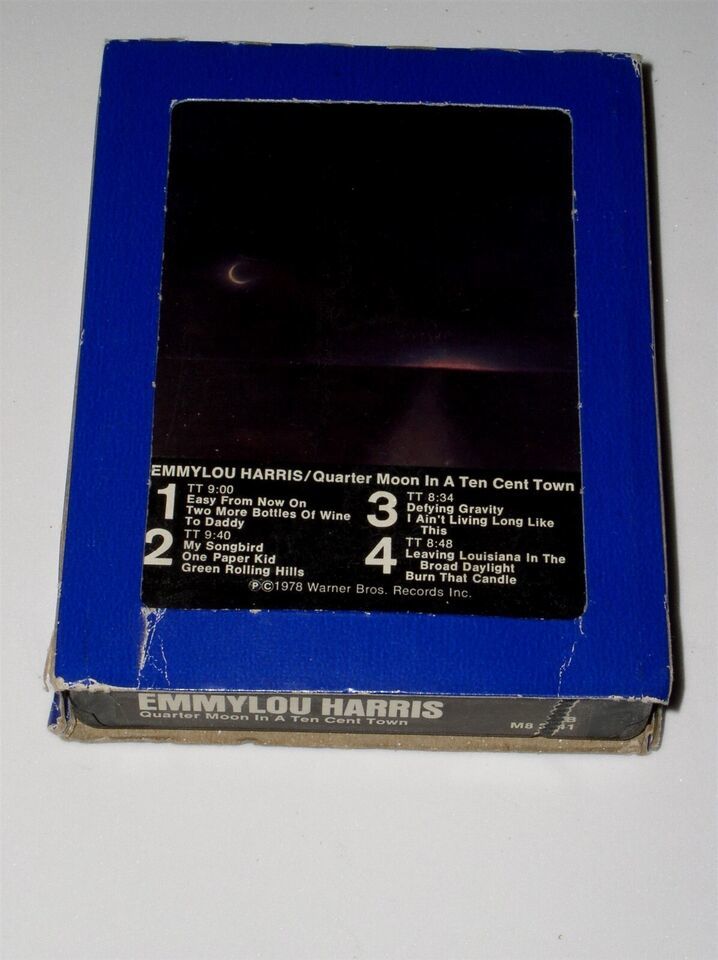 EMMYLOU HARRIS/Quarter Moon In A Ten Cent Town
1 TT 9:00
Easy From Now On
Two More Bottles Of Wine
To Daddy
2 TT 9:40
My Songbird
One Paper Kid
Green Rolling Hills
3 TT 8:34
Defying Gravity
I Ain't Living Long Like
This
4 TT 8:48
Leaving Louisiana In The
Broad Daylight
Burn That Candle
℗©1978 Warner Bros. Records Inc.
EMMYLOU HARRIS
Quarter Moon In A Ten Cent Town
M8